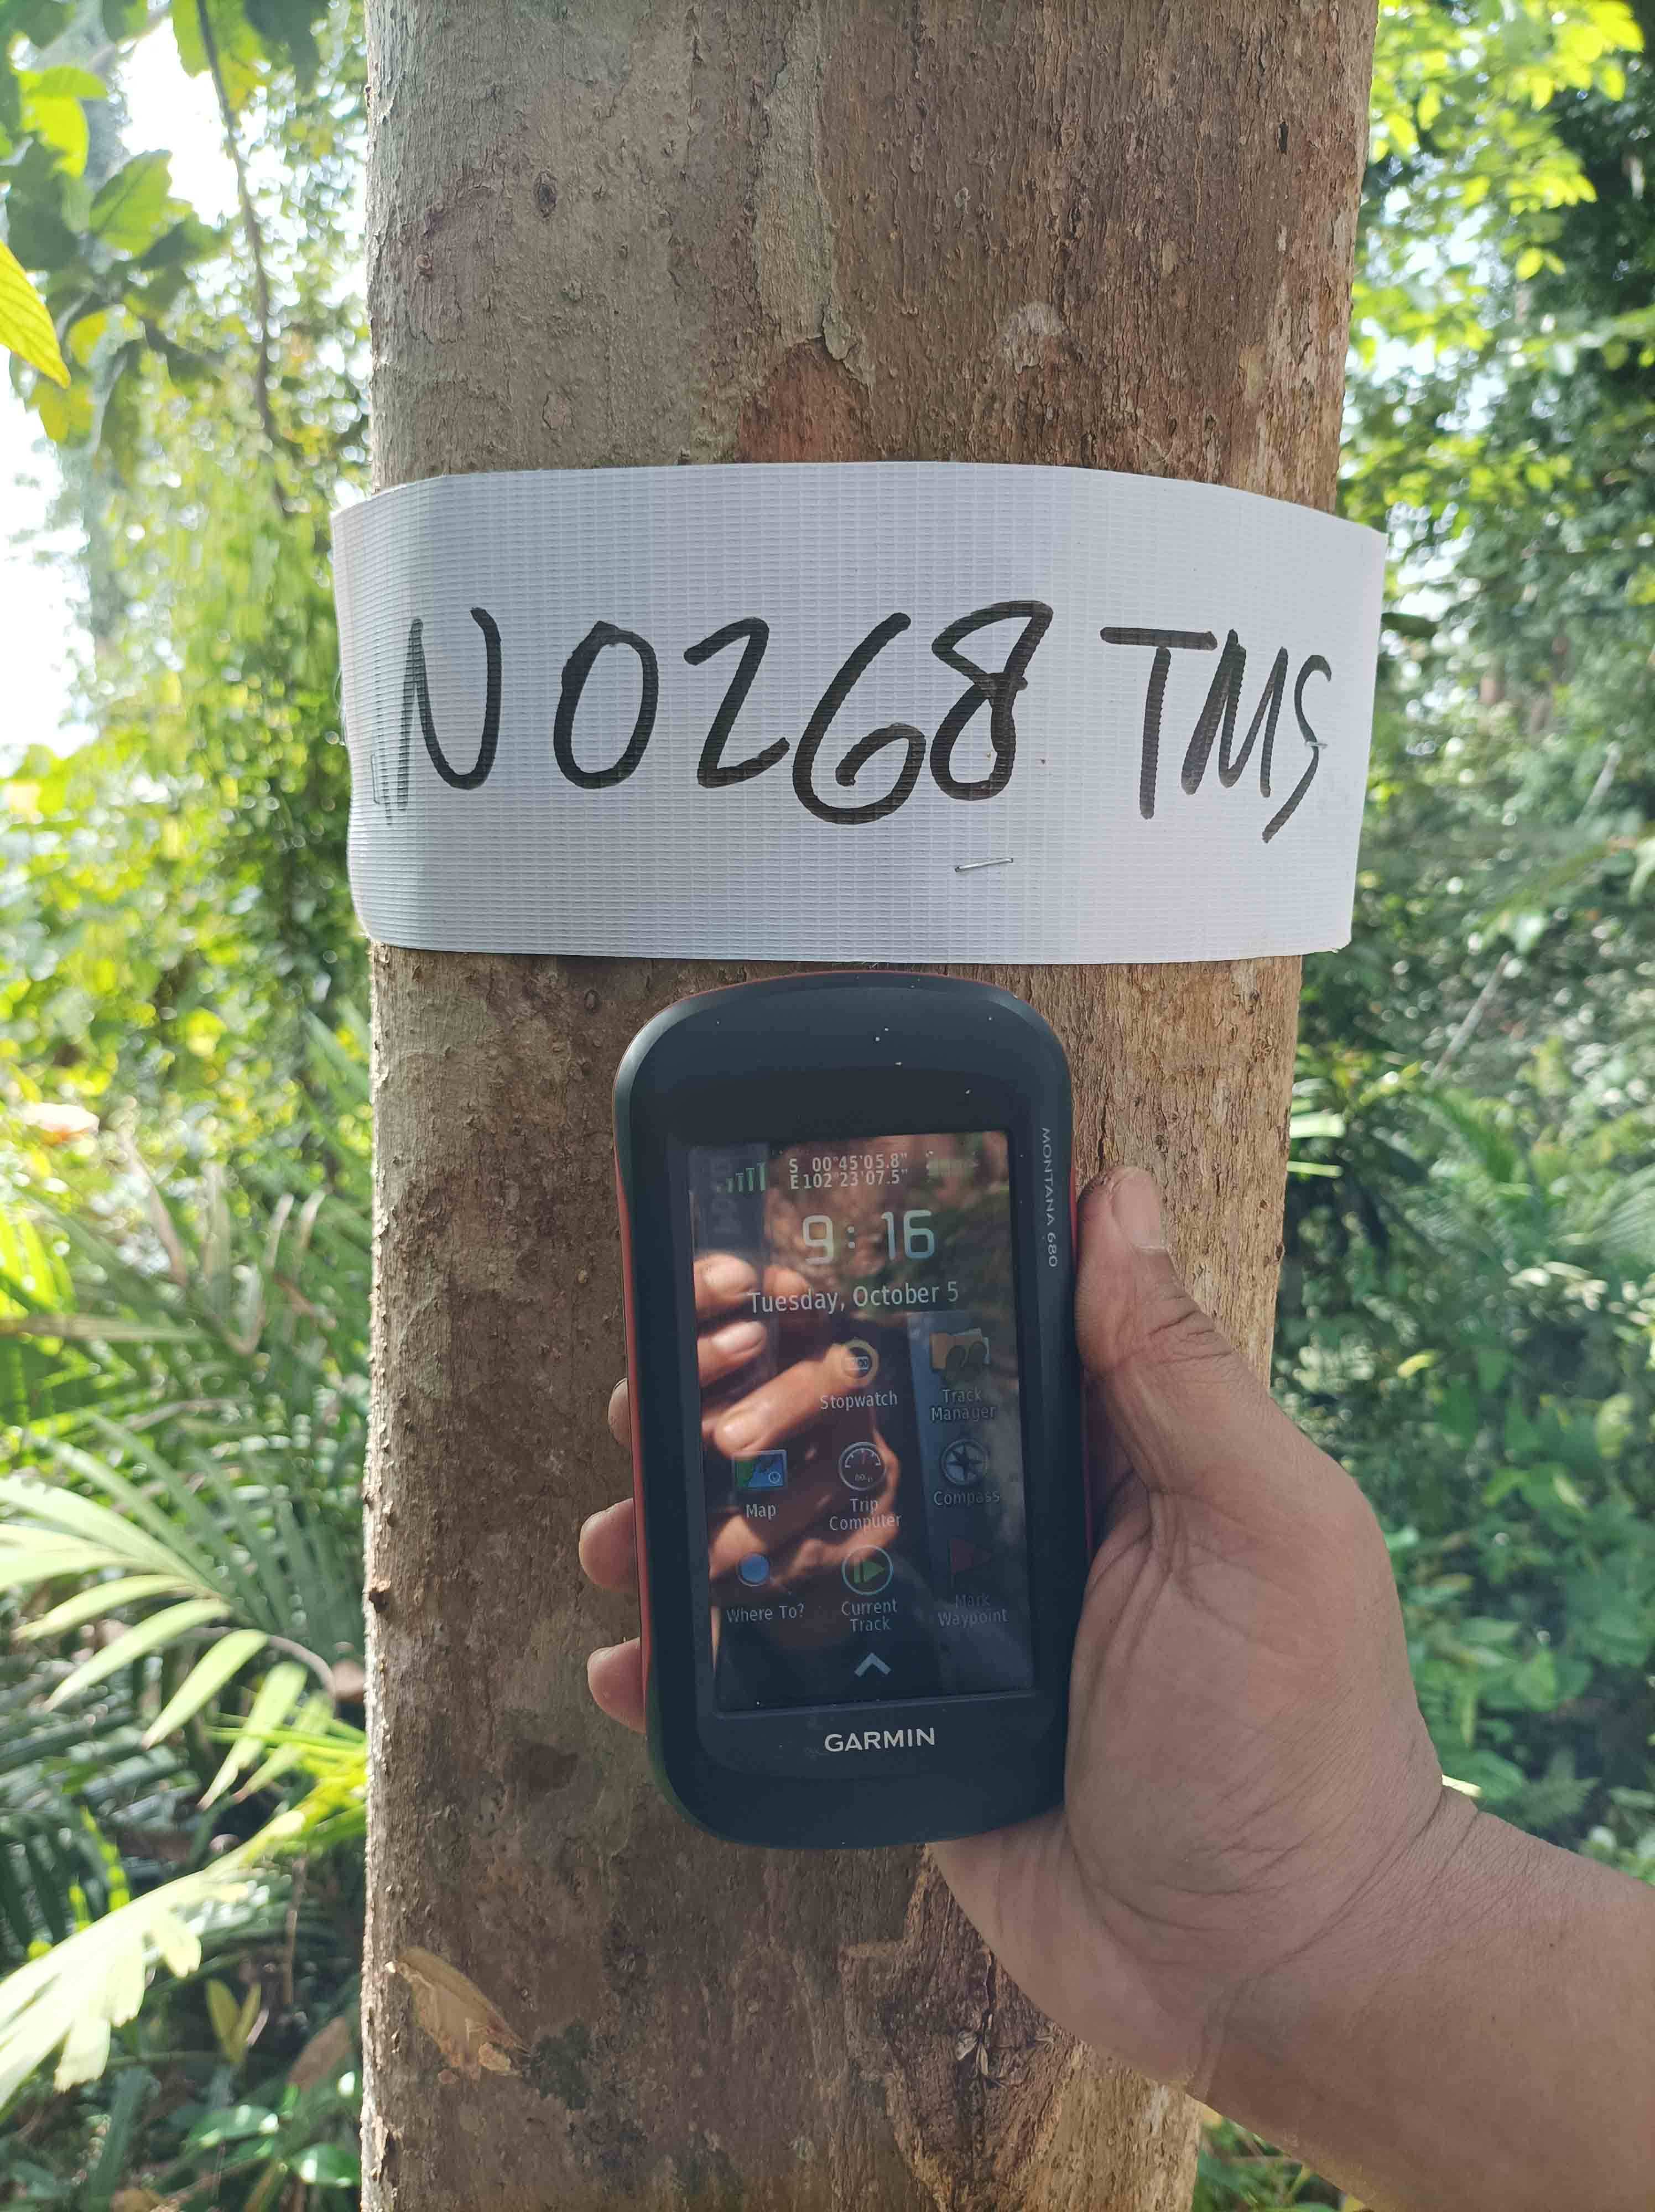 N 0268 TMS
MONTANA 680
S 00°45'05.8"
E102°23'07.5"
9:16
Tuesday, October 5
Stopwatch
Track
Manager
Map
Trip
Computer
Compass
Where To?
Current
Track
Mark
Waypoint
GARMIN